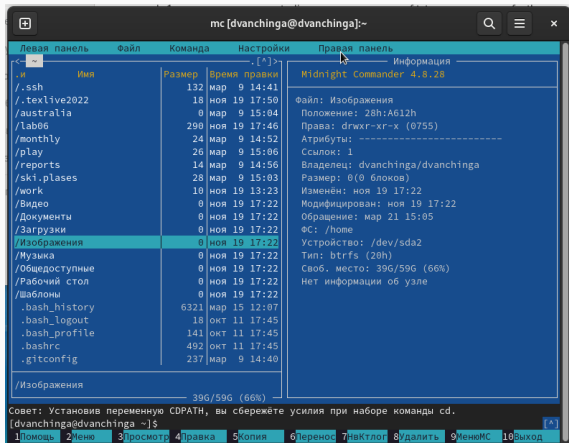 mc [dvanchinga@dvanchinga]:~
Левая панель Файл Команда Настройки Правая панель
<- ~ .[^]>
.и Имя Размер Время правки
/.ssh 132 мар 9 14:41
/.texlive2022 18 ноя 19 17:50
/australia 0 мар 9 15:04
/lab06 290 ноя 19 17:46
/monthly 24 мар 9 14:52
/play 26 мар 9 15:06
/reports 14 мар 9 14:56
/ski.plases 28 мар 9 15:03
/work 10 ноя 19 13:23
/Видео 0 ноя 19 17:22
/Документы 0 ноя 19 17:22
/Загрузки 0 ноя 19 17:22
/Изображения 0 ноя 19 17:22
/Музыка 0 ноя 19 17:22
/Общедоступные 0 ноя 19 17:22
/Рабочий стол 0 ноя 19 17:22
/Шаблоны 0 ноя 19 17:22
.bash_history 6321 мар 15 12:07
.bash_logout 18 окт 11 17:45
.bash_profile 141 окт 11 17:45
.bashrc 492 окт 11 17:45
.gitconfig 237 мар 9 14:40
/Изображения
39G/59G (66%)
Информация
Midnight Commander 4.8.28
Файл: Изображения
Положение: 28h:A612h
Права: drwxr-xr-x (0755)
Атрибуты: ----------------------
Ссылок: 1
Владелец: dvanchinga/dvanchinga
Размер: 0(0 блоков)
Изменён: ноя 19 17:22
Модифицирован: ноя 19 17:22
Обращение: мар 21 15:05
ФС: /home
Устройство: /dev/sda2
Тип: btrfs (20h)
Своб. место: 39G/59G (66%)
Нет информации об узле
Совет: Установив переменную CDPATH, вы сбережёте усилия при наборе команды cd.
[dvanchinga@dvanchinga ~]$ [^]
1Помощь 2Меню 3Просмотр 4Правка 5Копия 6Перенос 7НвКтлог 8Удалить 9МенюMC 10Выход